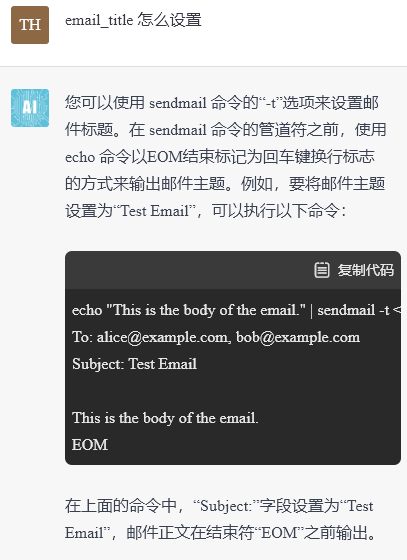 TH
email_title 怎么设置
AI
您可以使用 sendmail 命令的“-t”选项来设置邮
件标题。在 sendmail 命令的管道符之前，使用
echo 命令以EOM结束标记为回车键换行标志
的方式来输出邮件主题。例如，要将邮件主题
设置为“Test Email”，可以执行以下命令：
复制代码
echo "This is the body of the email." | sendmail -t <
To: alice@example.com, bob@example.com
Subject: Test Email
This is the body of the email.
EOM
在上面的命令中，“Subject:”字段设置为“Test
Email”，邮件正文在结束符“EOM”之前输出。